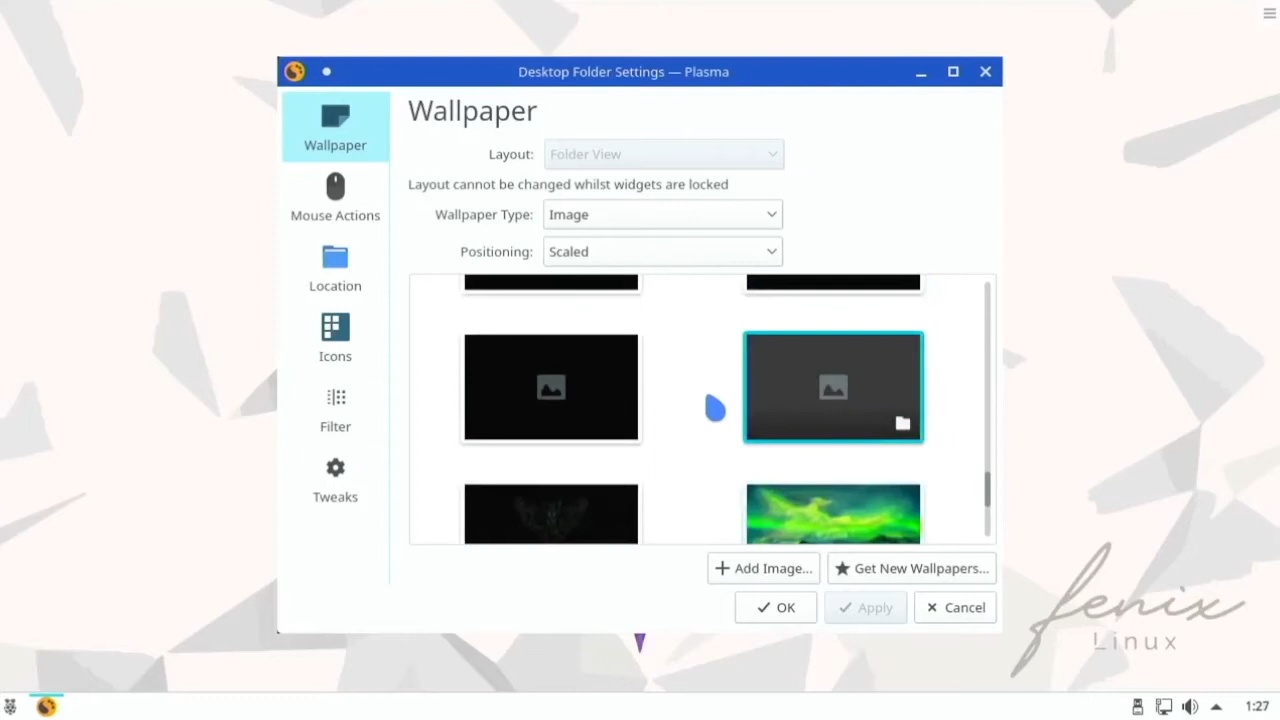 Desktop Folder Settings — Plasma
Wallpaper
Mouse Actions
Location
Icons
Filter
Tweaks
Wallpaper
Layout: Folder View
Layout cannot be changed whilst widgets are locked
Wallpaper Type: Image
Positioning: Scaled
Add Image...
Get New Wallpapers...
OK
Apply
Cancel
fenix
Linux
1:27